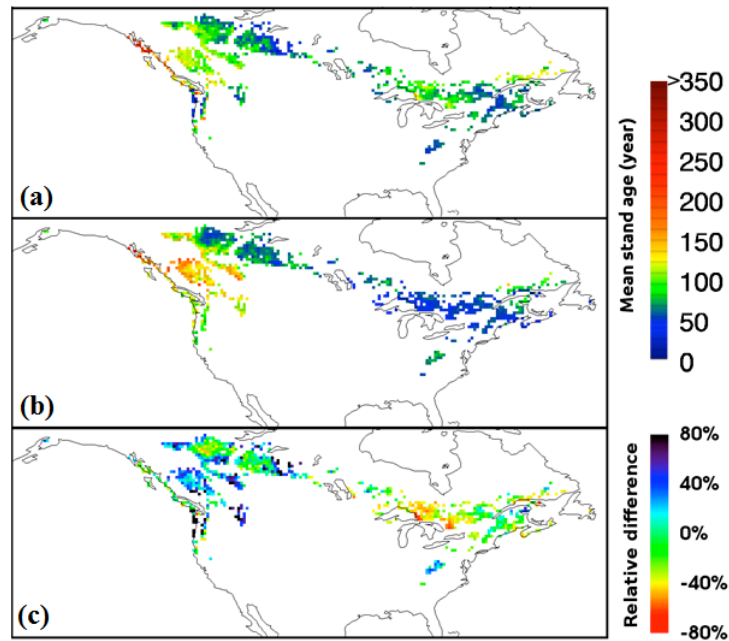 (a)
(b)
(c)
Mean stand age (year)
>350
300
250
200
150
100
50
0
Relative difference
80%
40%
0%
-40%
-80%